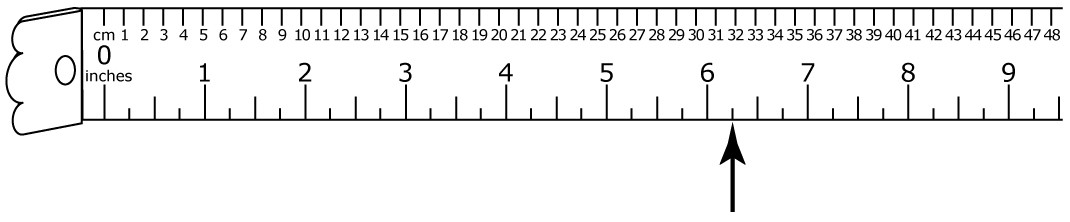 cm 1 2 3 4 5 6 7 8 9 10 11 12 13 14 15 16 17 18 19 20 21 22 23 24 25 26 27 28 29 30 31 32 33 34 35 36 37 38 39 40 41 42 43 44 45 46 47 48
0 1 2 3 4 5 6 7 8 9
inches